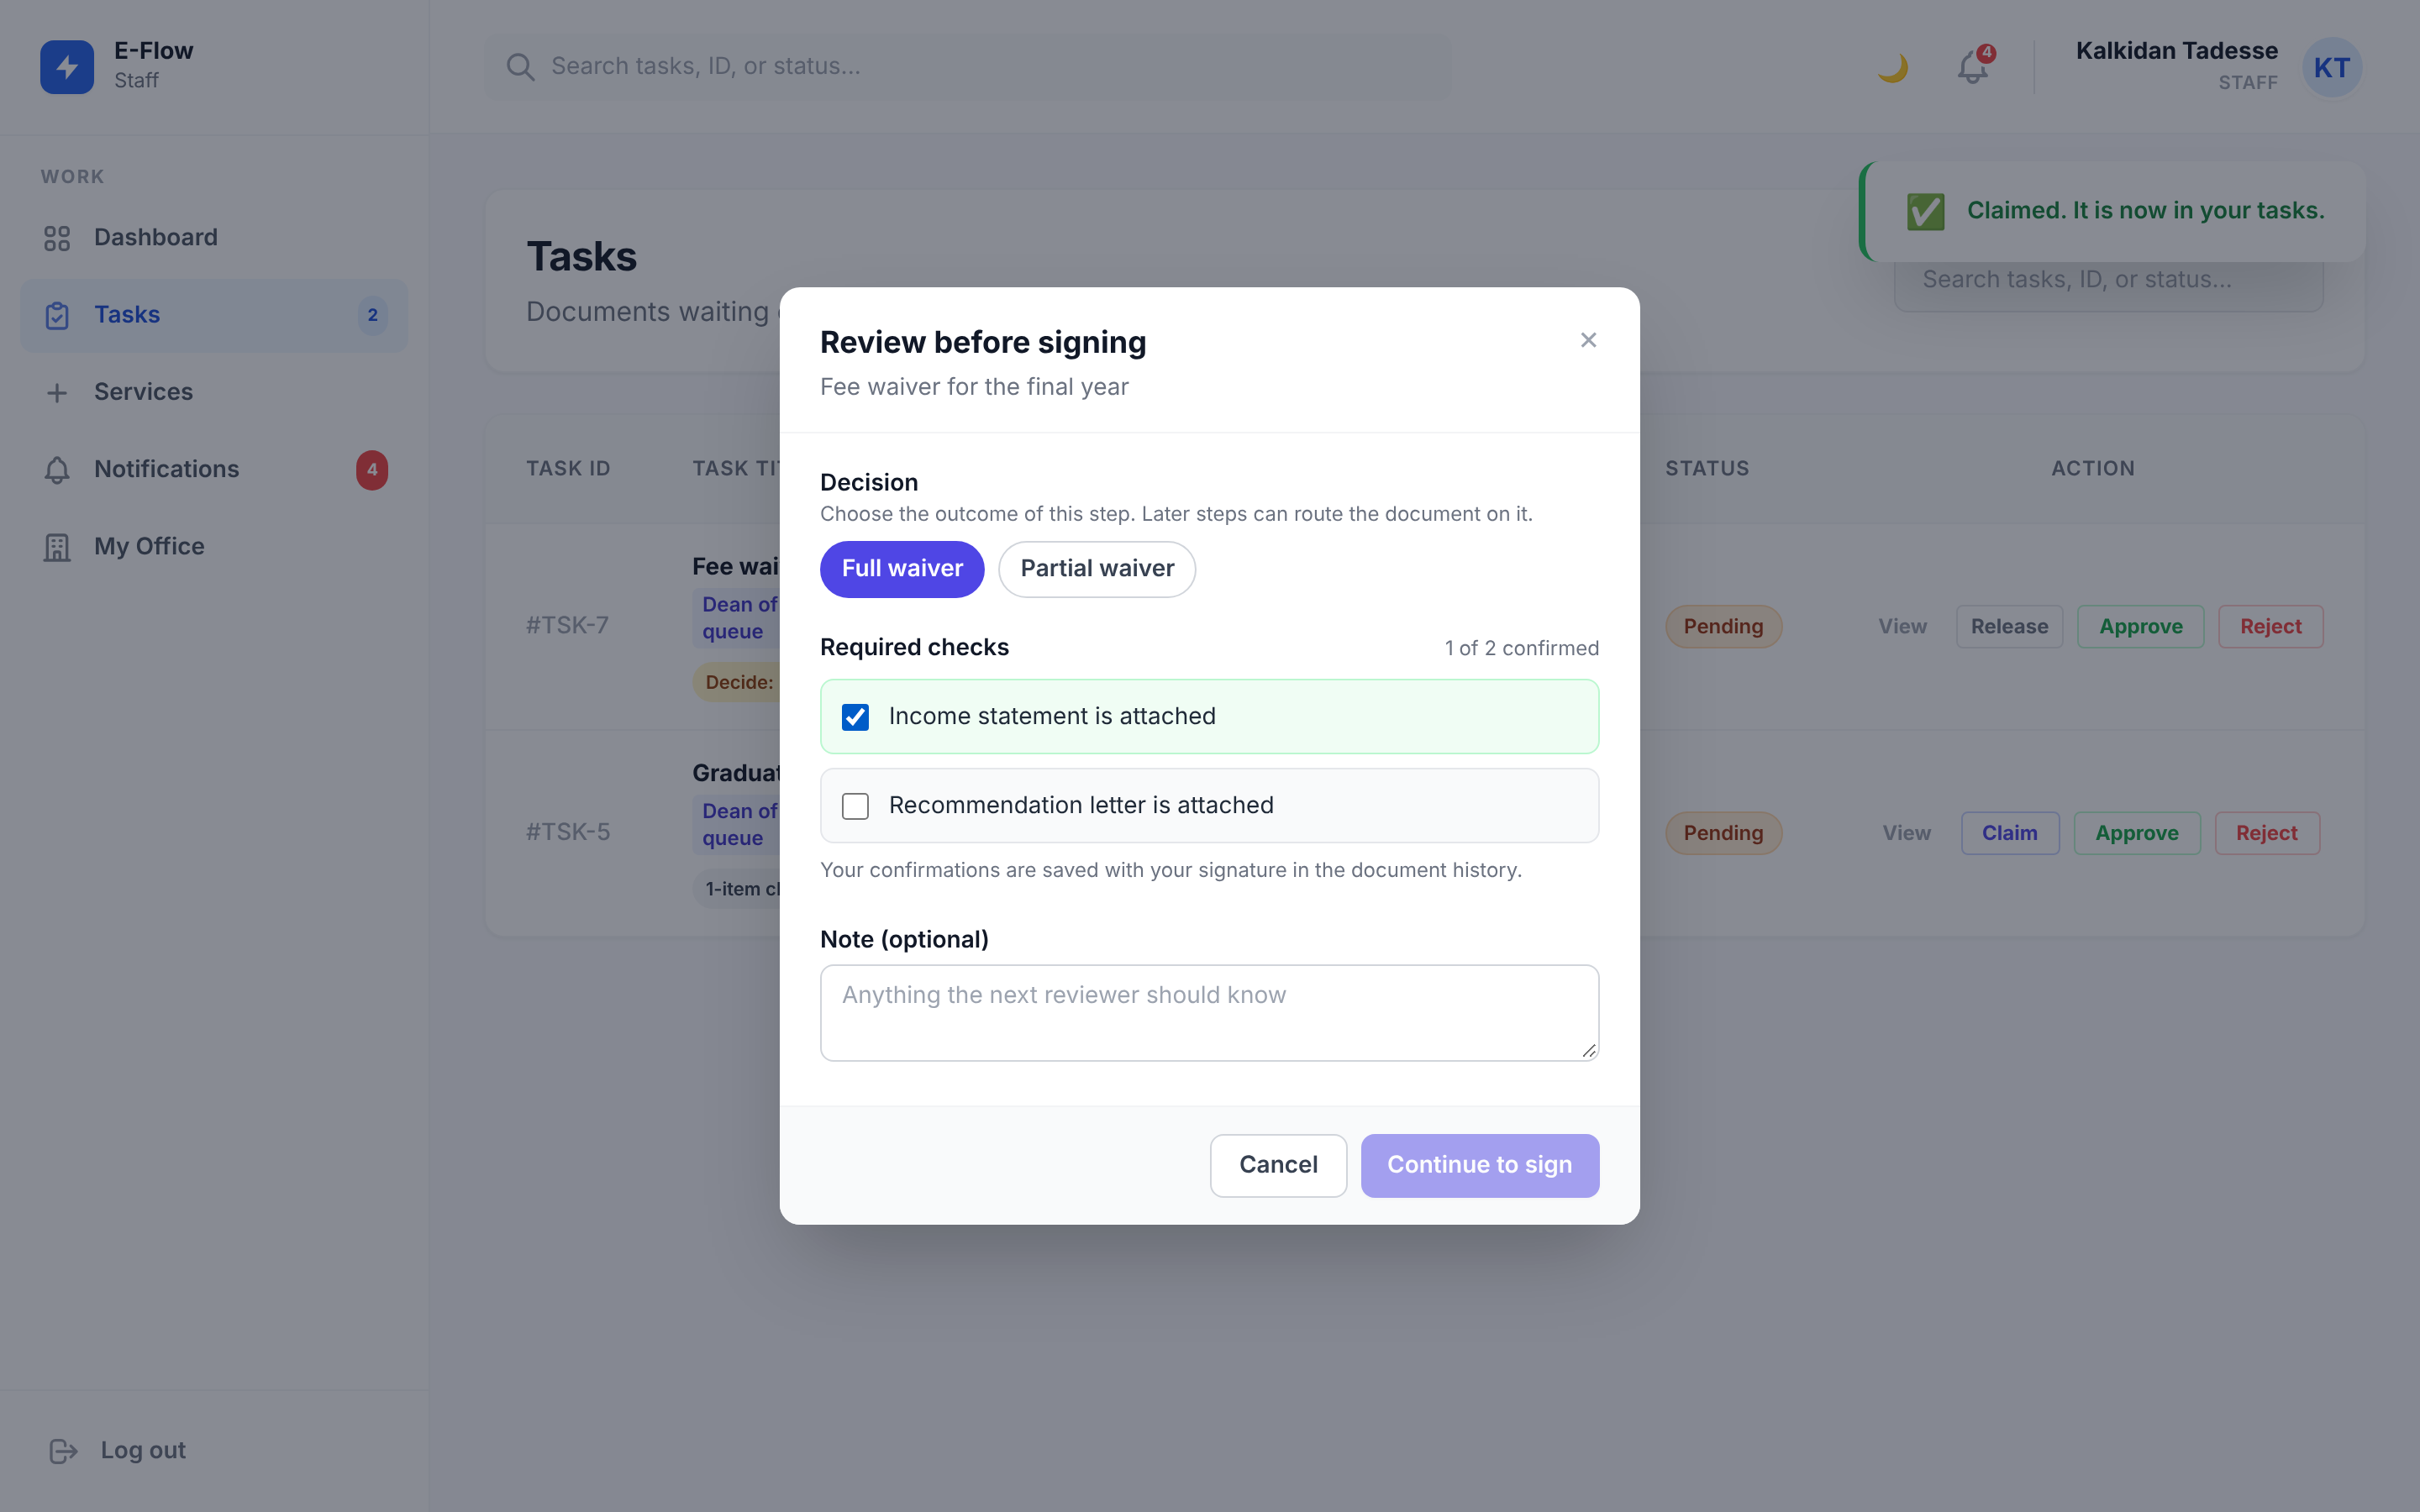 E-Flow
Staff
Search tasks, ID, or status...
4
Kalkidan Tadesse
STAFF
KT
WORK
Dashboard
Tasks
2
Services
Notifications
4
My Office
Log out
Claimed. It is now in your tasks.
Tasks
Documents waiting
Search tasks, ID, or status...
TASK ID
TASK
STATUS
ACTION
#TSK-7
Fee
Dean of
queue
Decide:
Pending
View
Release
Approve
Reject
#TSK-5
Dean of
queue
1-item
Pending
View
Claim
Approve
Reject
Review before signing
Fee waiver for the final year
Decision
Choose the outcome of this step. Later steps can route the document on it.
Full waiver
Partial waiver
Required checks
1 of 2 confirmed
Income statement is attached
Recommendation letter is attached
Your confirmations are saved with your signature in the document history.
Note (optional)
Anything the next reviewer should know
Cancel
Continue to sign